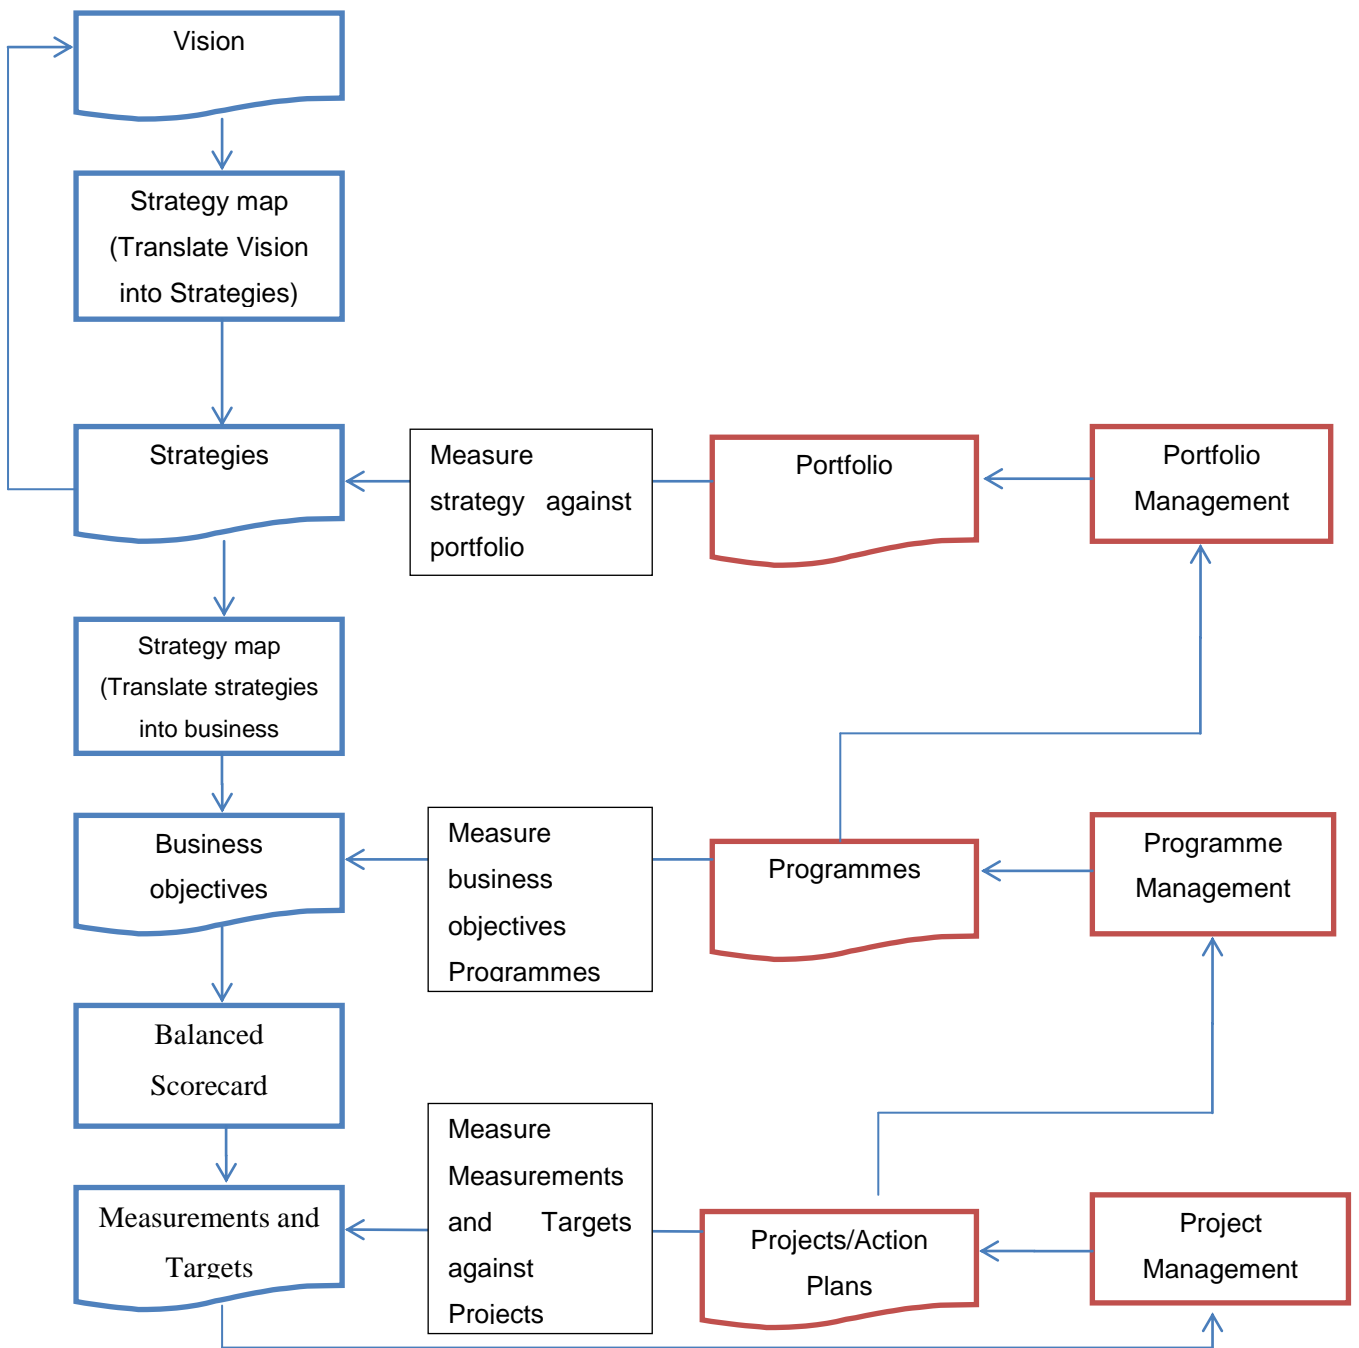 Vision
Strategy map
(Translate Vision
into Strategies)
Strategies
Measure
strategy against
portfolio
Portfolio
Portfolio
Management
Strategy map
(Translate strategies
into business
Business
objectives
Measure
business
objectives
Programmes
Programmes
Programme
Management
Balanced
Scorecard
Measurements and
Targets
Measure
Measurements
and Targets
against
Projects
Projects/Action
Plans
Project
Management